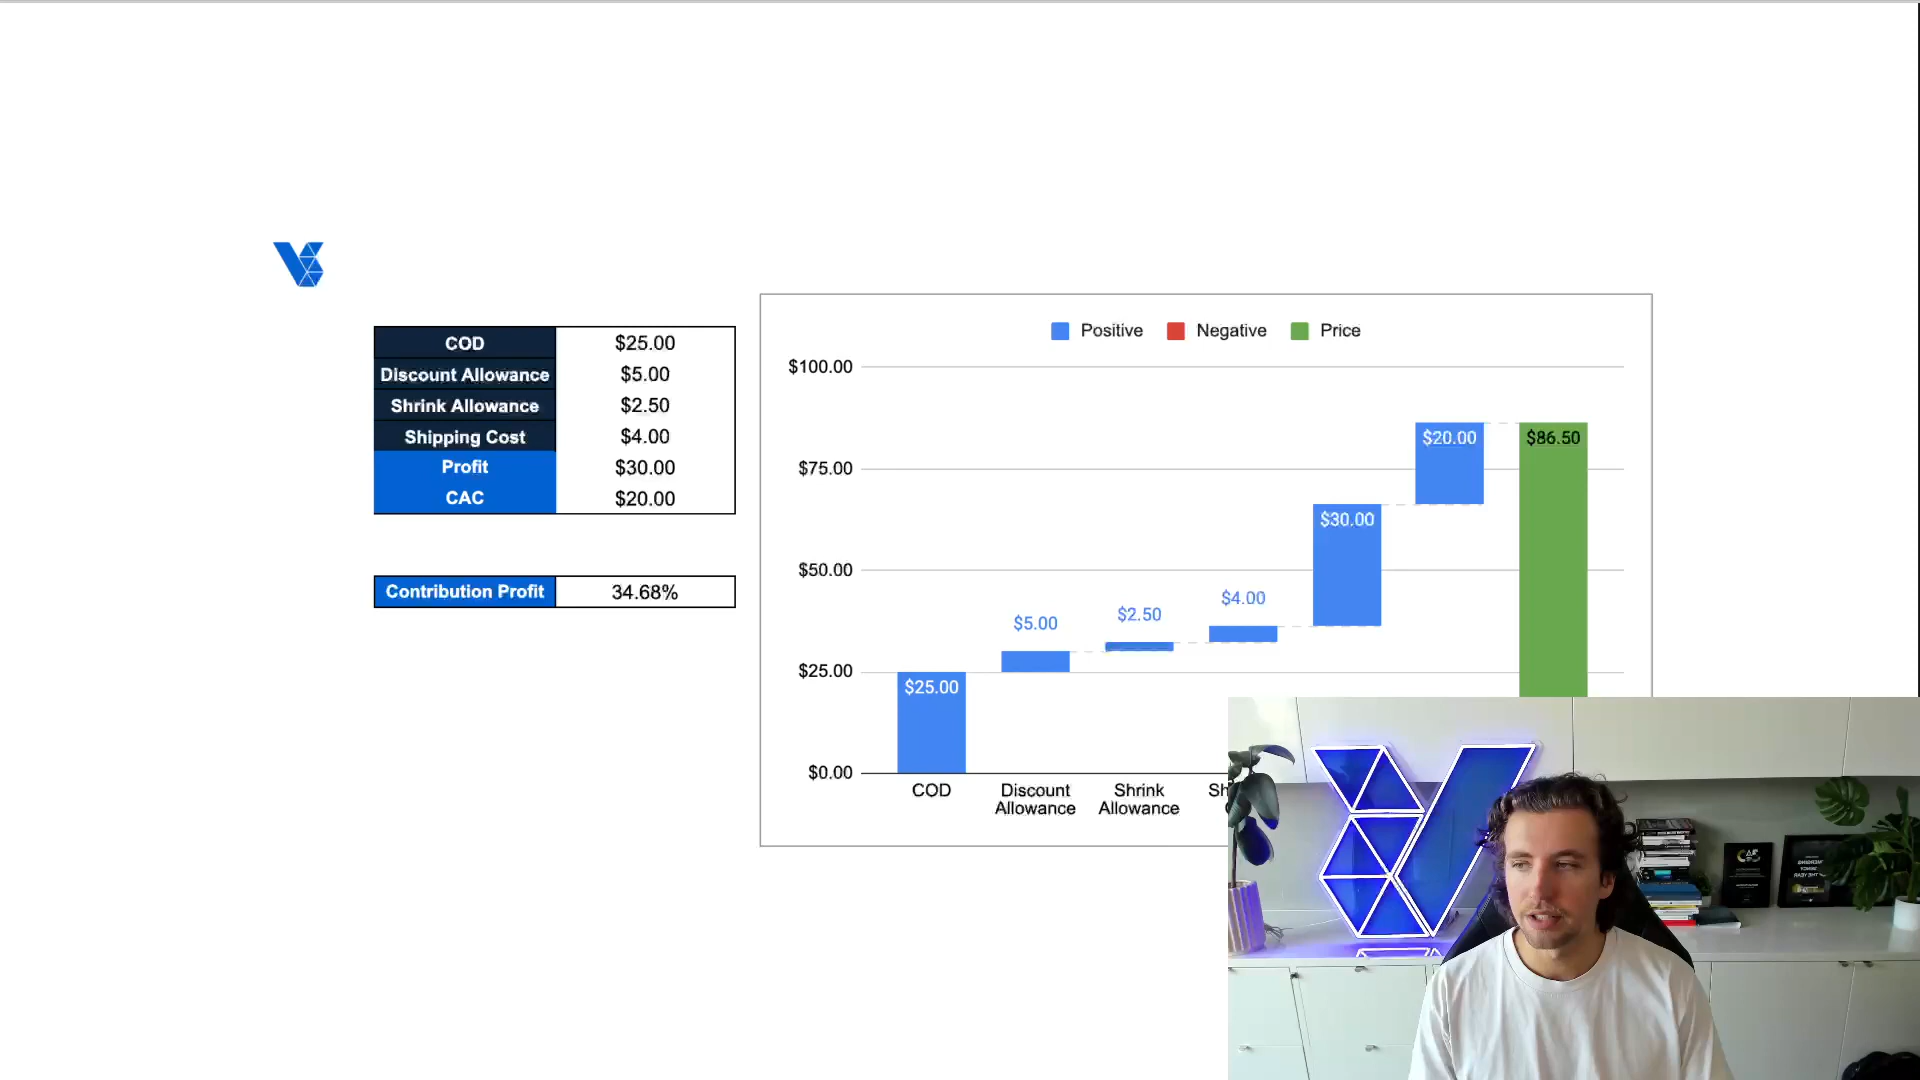 COD $25.00
Discount Allowance $5.00
Shrink Allowance $2.50
Shipping Cost $4.00
Profit $30.00
CAC $20.00
Contribution Profit 34.68%
Positive Negative Price
$100.00
$75.00
$50.00
$25.00
$0.00
$25.00
$5.00
$2.50
$4.00
$30.00
$20.00
$86.50
COD
Discount
Allowance
Shrink
Allowance
Sh